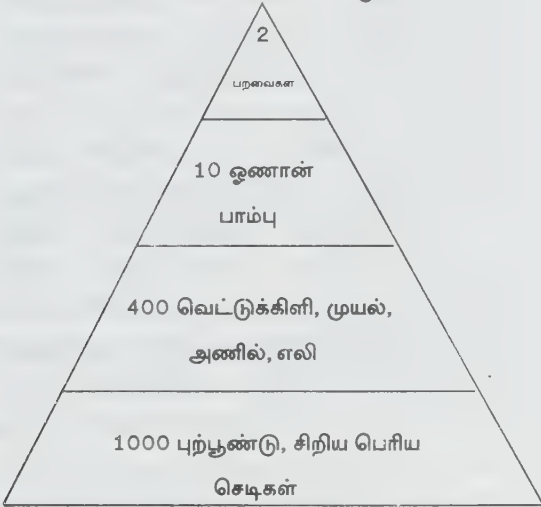 2
பறவைகள
10 ஓணான்
பாம்பு
400 வெட்டுக்கிளி, முயல்,
அணில், எலி
1000 புற்பூண்டு, சிறிய பெரிய
செடிகள்